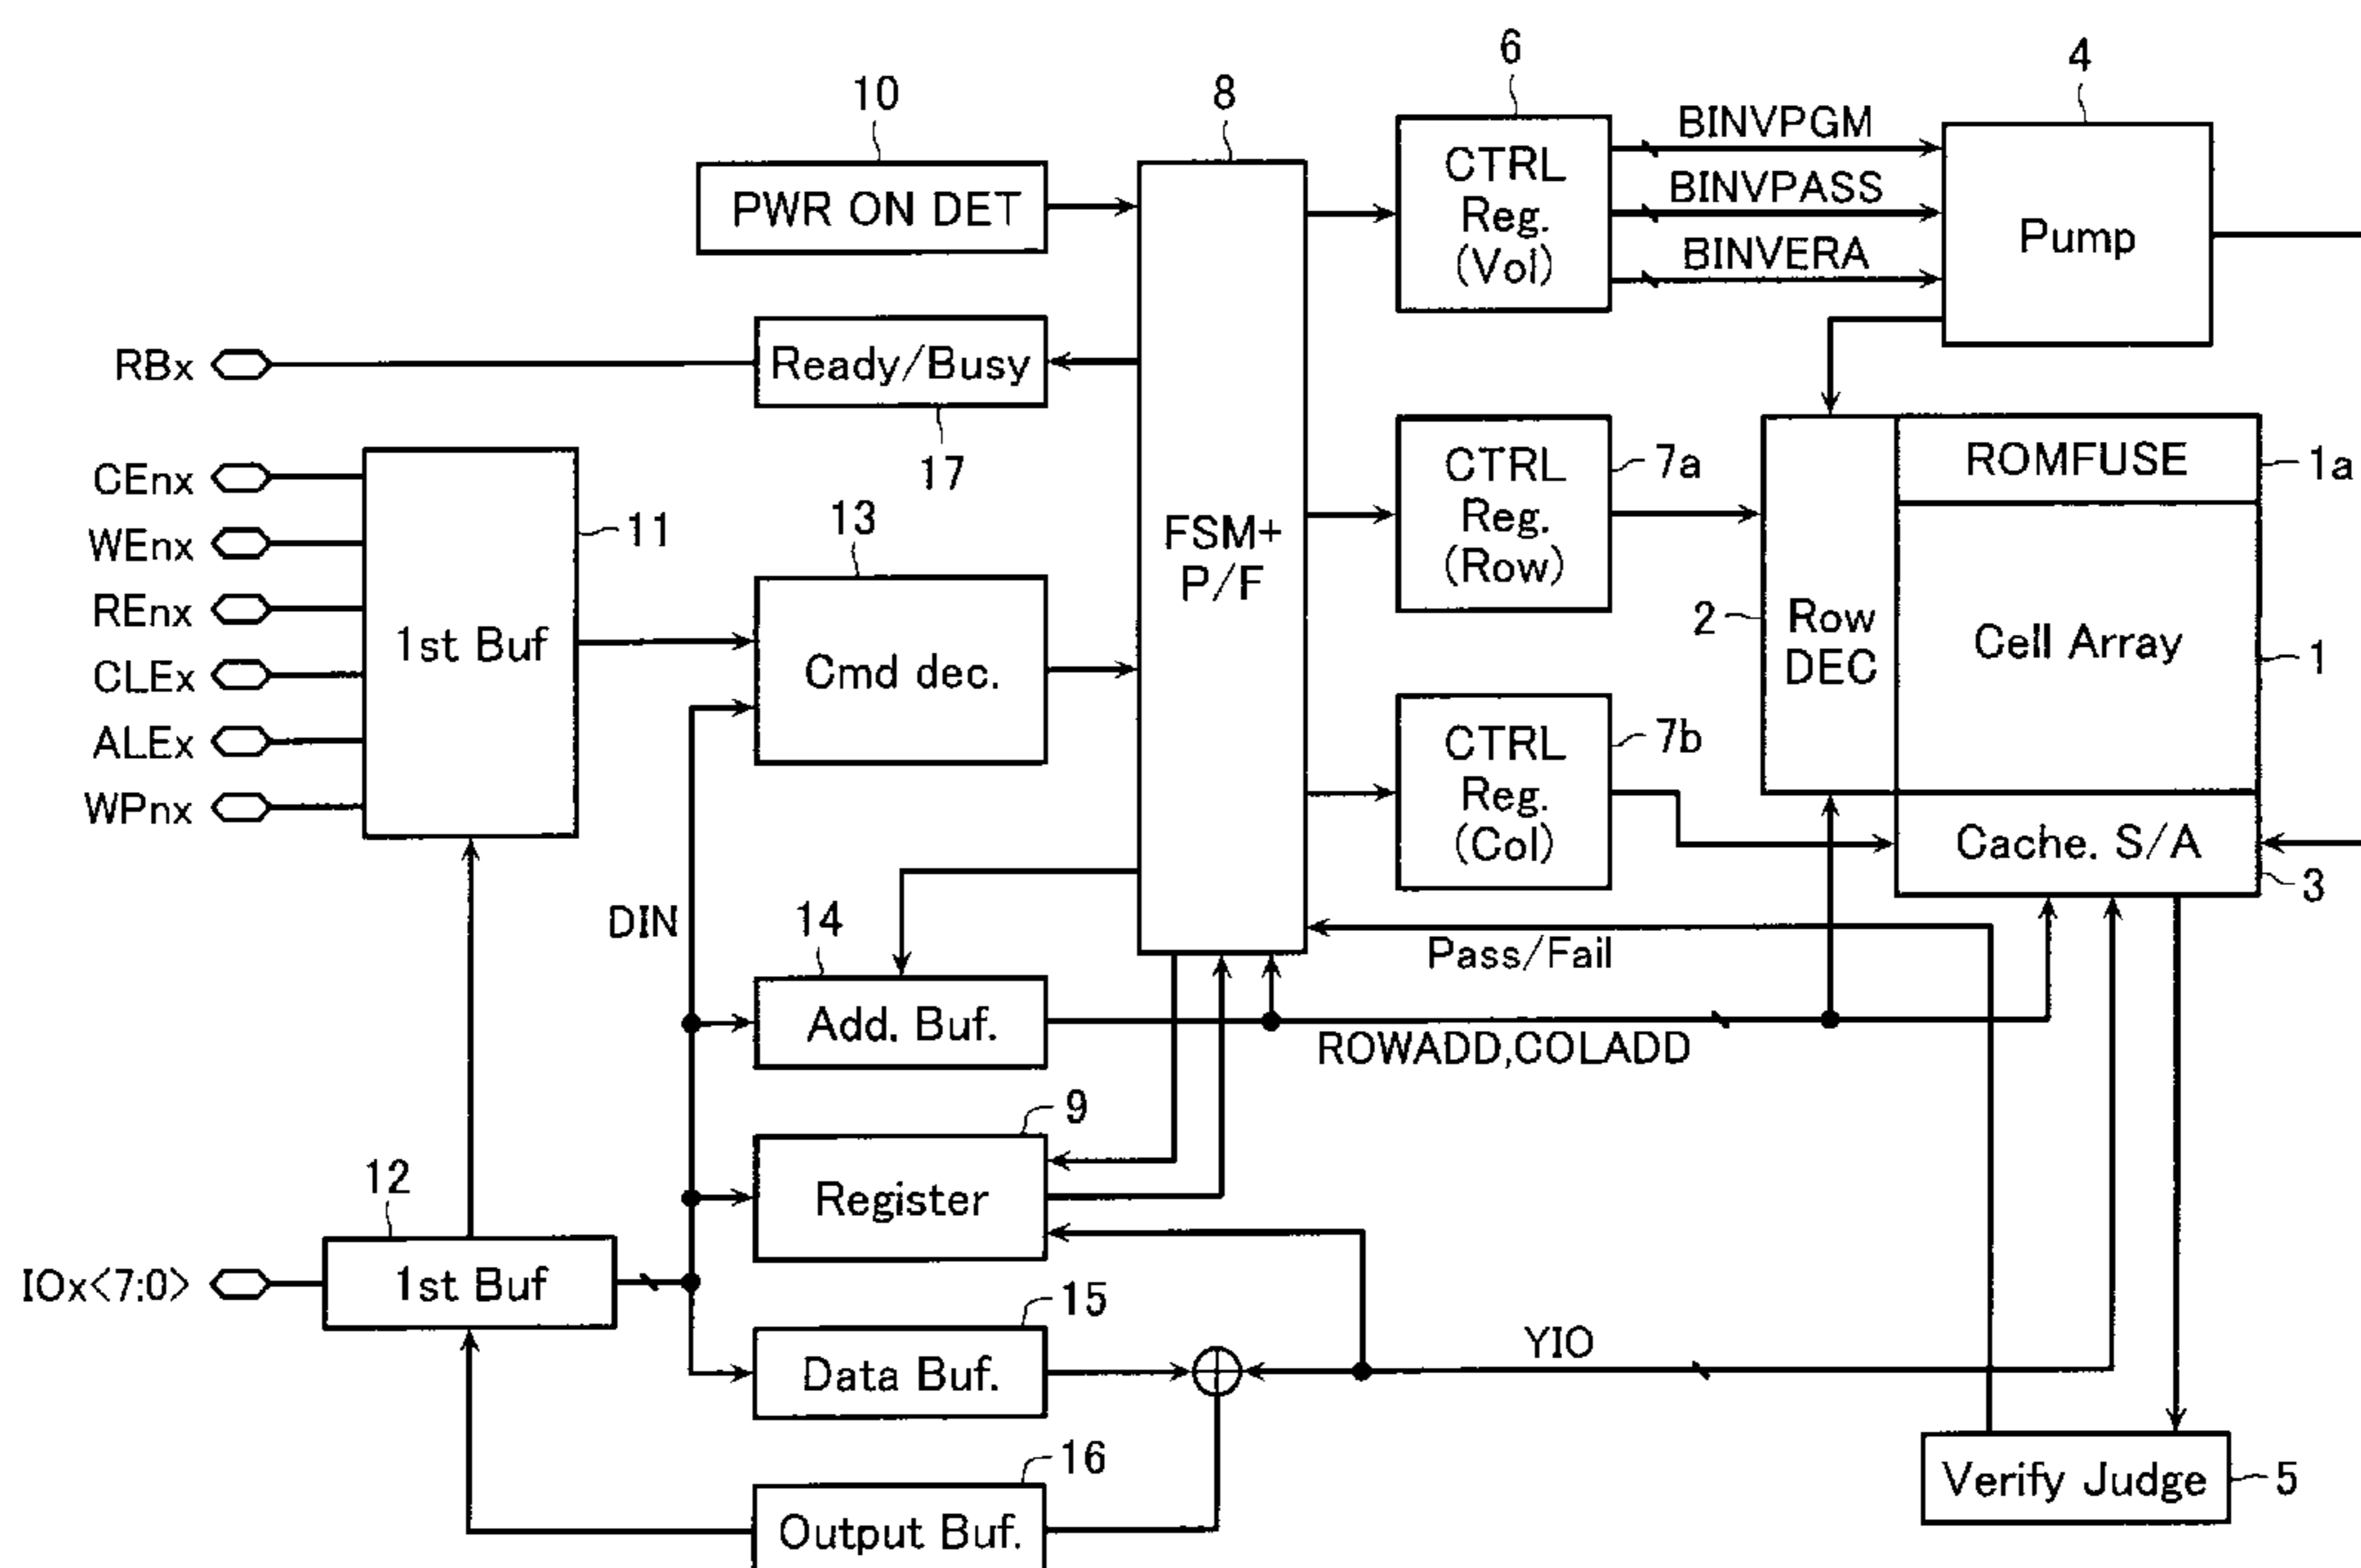 6
4
10
8
BINVPGM
CTRL
Reg.
(Vol)
BINVPASS
BINVERA
Pump
PWR ON DET
RBx
Ready/Busy
17
CEnx
WEnx
REnx
CLEx
ALEx
WPnx
11
1st Buf
13
Cmd dec.
FSM+
P/F
CTRL
Reg.
(Row)
7a
2
Row
DEC
ROMFUSE
1a
Cell Array
1
CTRL
Reg.
(Col)
7b
Cache. S/A
3
DIN
14
Add. Buf.
Pass/Fail
ROWADD,COLADD
9
Register
12
IOx<7:0>
1st Buf
15
Data Buf.
YIO
16
Output Buf.
Verify Judge
5